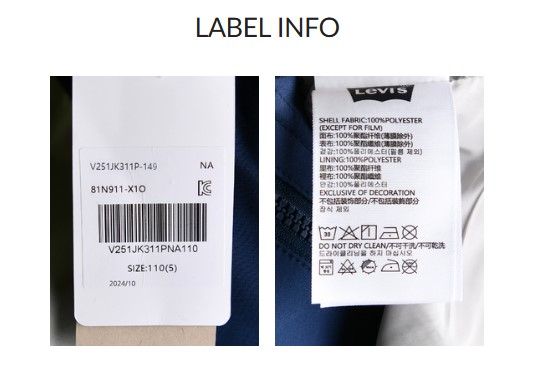 LABEL INFO
V251JK311P-149 NA
81N911-X1O
V251JK311PNA110
SIZE:110(5)
2024/10
Levi's
SHELL FABRIC:100%POLYESTER
(EXCEPT FOR FILM)
面布:100%聚酯纤维(薄膜除外)
表布:100%聚酯纖維(薄膜除外)
겉감:100%폴리에스터(필름 제외)
LINING:100%POLYESTER
里布:100%聚酯纤维
裡布:100%聚酯纖維
안감:100%폴리에스터
EXCLUSIVE OF DECORATION
不包括装饰部分/不包括裝飾部分
장식 제외
DO NOT DRY CLEAN/不可干洗/不可乾洗
드라이클리닝을 하지 마십시오